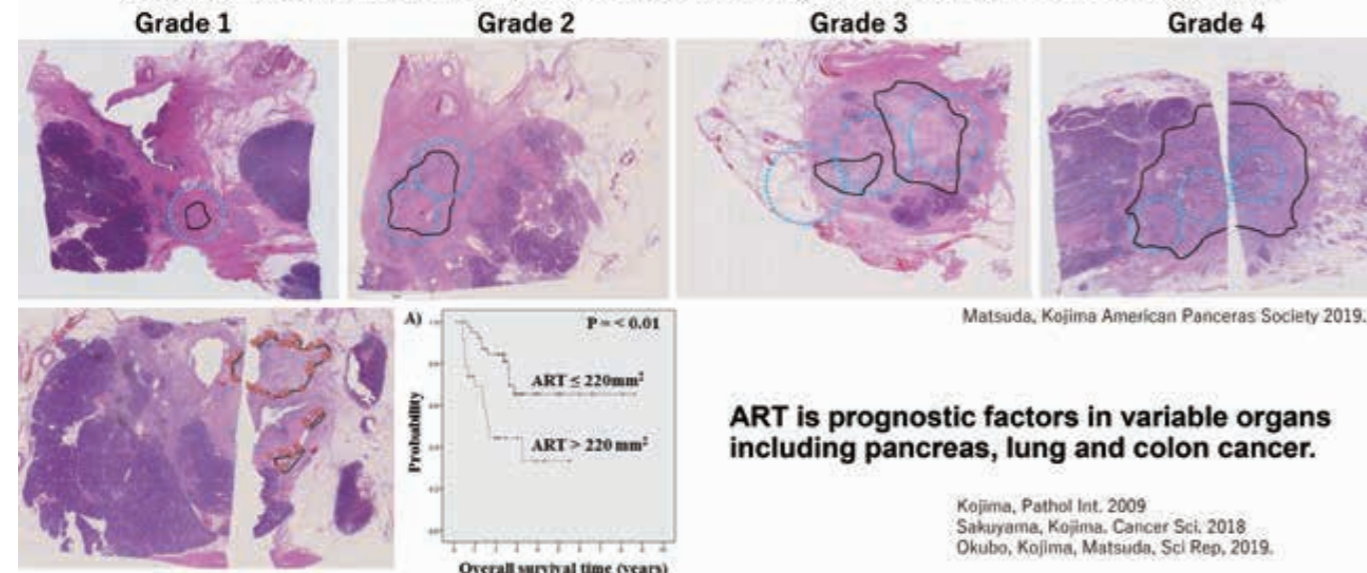 Grade 1
Grade 2
Grade 3
Grade 4
Matsuda, Kojima American Panceras Society 2019.
A)
P = < 0.01
ART ≤ 220mm²
ART > 220 mm²
Probability
Overall survival time (years)
ART is prognostic factors in variable organs
including pancreas, lung and colon cancer.
Kojima, Pathol Int. 2009
Sakuyama, Kojima. Cancer Sci. 2018
Okubo, Kojima, Matsuda, Sci Rep, 2019.